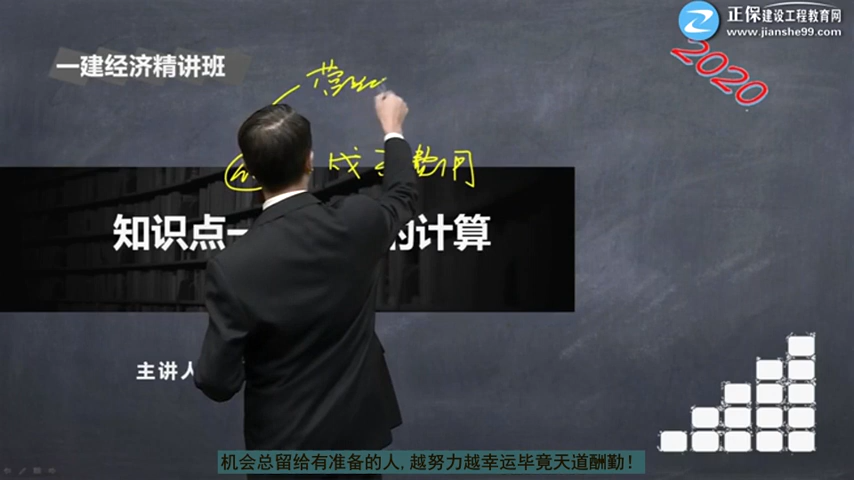 正保建设工程教育网
www.jianshe99.com
一建经济精讲班
2020
费用
知识点一
的计算
主讲人
机会总留给有准备的人,越努力越幸运毕竟天道酬勤！